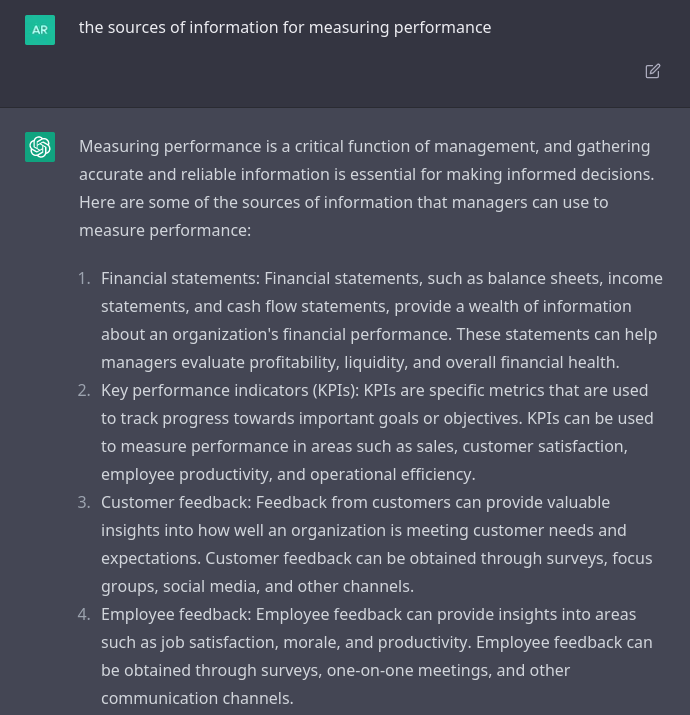 AR
the sources of information for measuring performance
Measuring performance is a critical function of management, and gathering
accurate and reliable information is essential for making informed decisions.
Here are some of the sources of information that managers can use to
measure performance:
1. Financial statements: Financial statements, such as balance sheets, income
statements, and cash flow statements, provide a wealth of information
about an organization's financial performance. These statements can help
managers evaluate profitability, liquidity, and overall financial health.
2. Key performance indicators (KPIs): KPIs are specific metrics that are used
to track progress towards important goals or objectives. KPIs can be used
to measure performance in areas such as sales, customer satisfaction,
employee productivity, and operational efficiency.
3. Customer feedback: Feedback from customers can provide valuable
insights into how well an organization is meeting customer needs and
expectations. Customer feedback can be obtained through surveys, focus
groups, social media, and other channels.
4. Employee feedback: Employee feedback can provide insights into areas
such as job satisfaction, morale, and productivity. Employee feedback can
be obtained through surveys, one-on-one meetings, and other
communication channels.